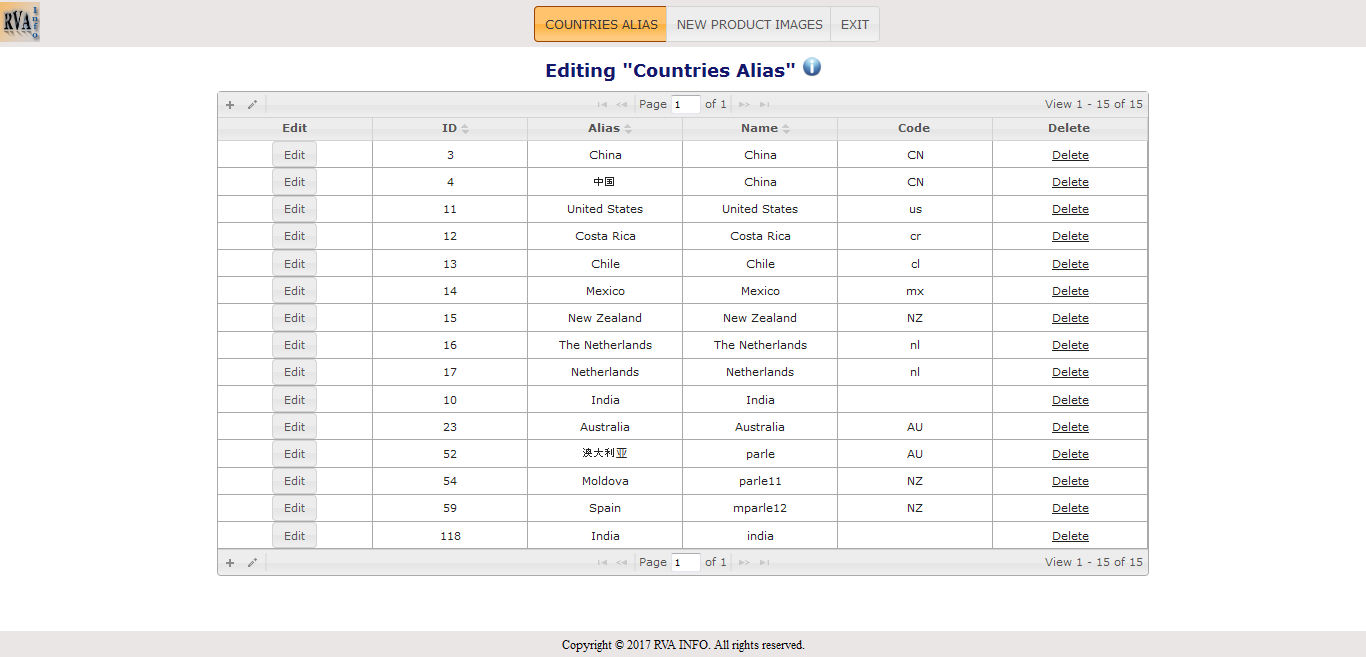 RVA Info
COUNTRIES ALIAS NEW PRODUCT IMAGES EXIT
Editing "Countries Alias"
Page 1 of 1 View 1 - 15 of 15
Edit ID Alias Name Code Delete
Edit 3 China China CN Delete
Edit 4 中国 China CN Delete
Edit 11 United States United States us Delete
Edit 12 Costa Rica Costa Rica cr Delete
Edit 13 Chile Chile cl Delete
Edit 14 Mexico Mexico mx Delete
Edit 15 New Zealand New Zealand NZ Delete
Edit 16 The Netherlands The Netherlands nl Delete
Edit 17 Netherlands Netherlands nl Delete
Edit 10 India India Delete
Edit 23 Australia Australia AU Delete
Edit 52 澳大利亚 parle AU Delete
Edit 54 Moldova parle11 NZ Delete
Edit 59 Spain mparle12 NZ Delete
Edit 118 India india Delete
Page 1 of 1 View 1 - 15 of 15
Copyright © 2017 RVA INFO. All rights reserved.